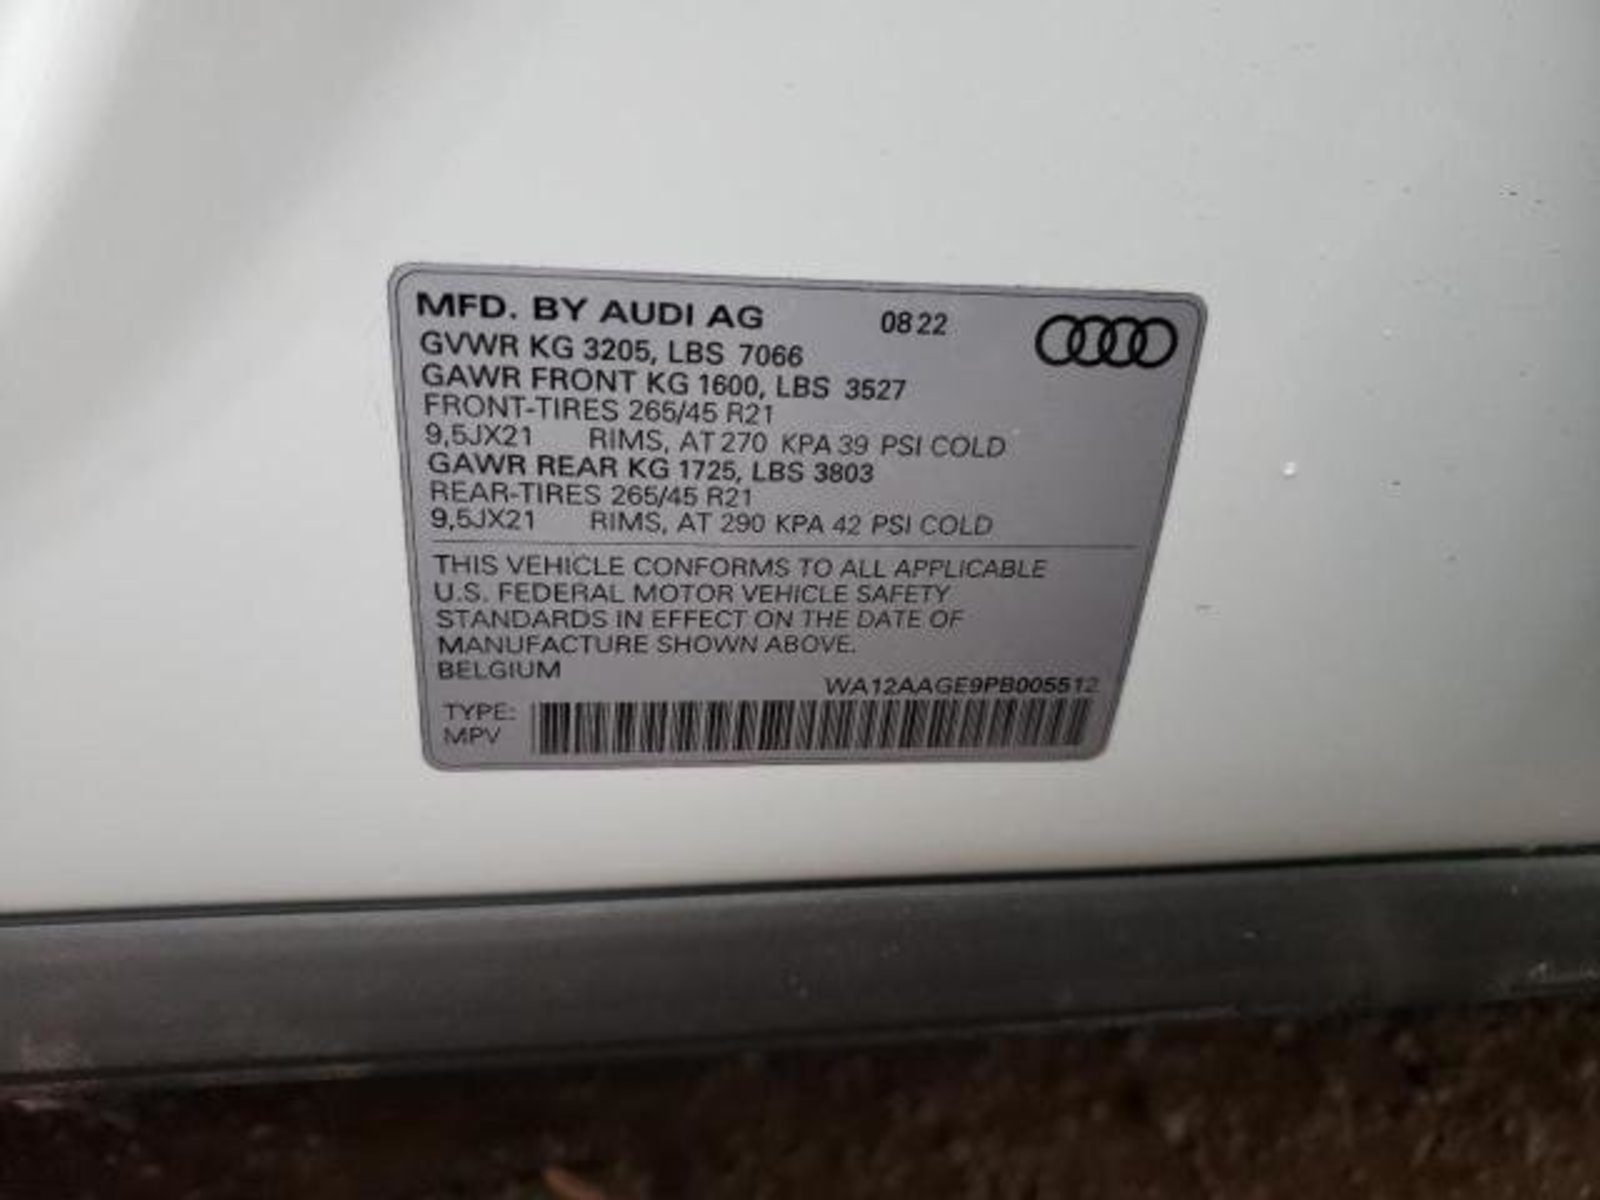 MFD. BY AUDI AG 08 22
GVWR KG 3205, LBS 7066
GAWR FRONT KG 1600, LBS 3527
FRONT-TIRES 265/45 R21
9,5JX21 RIMS, AT 270 KPA 39 PSI COLD
GAWR REAR KG 1725, LBS 3803
REAR-TIRES 265/45 R21
9,5JX21 RIMS, AT 290 KPA 42 PSI COLD
THIS VEHICLE CONFORMS TO ALL APPLICABLE
U.S. FEDERAL MOTOR VEHICLE SAFETY
STANDARDS IN EFFECT ON THE DATE OF
MANUFACTURE SHOWN ABOVE.
BELGIUM
WA12AAGE9PB005512
TYPE:
MPV